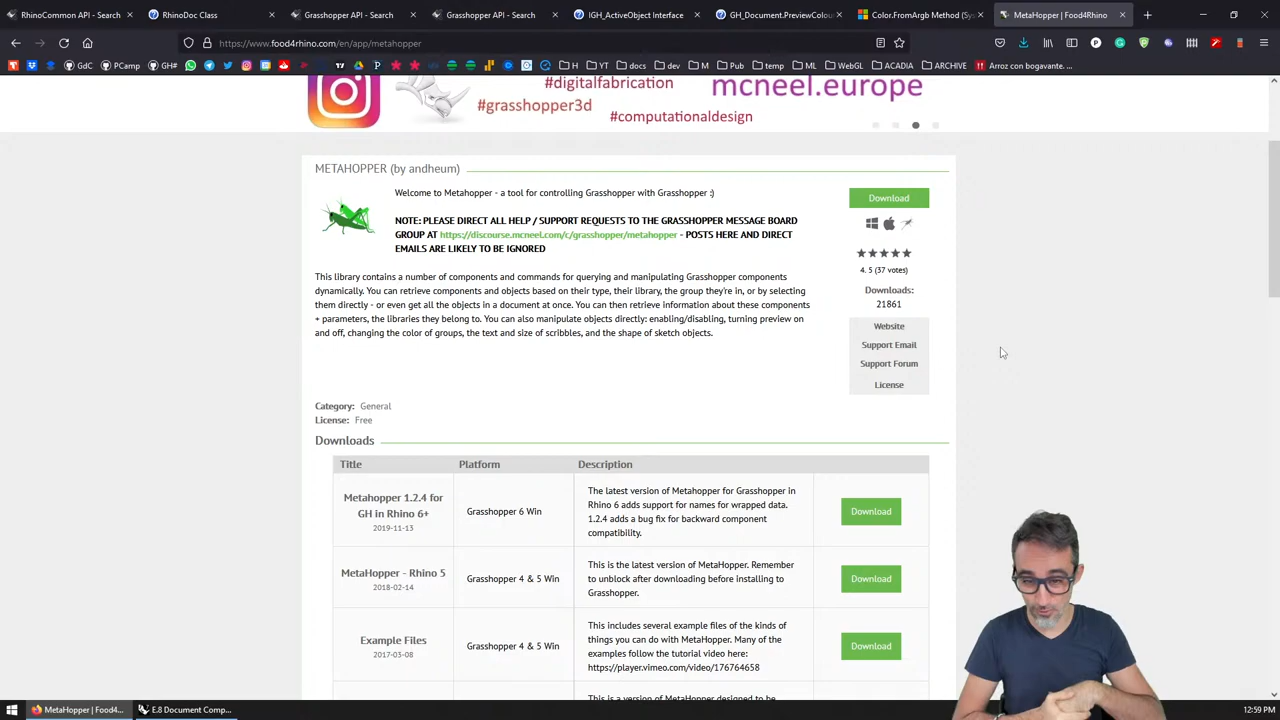 RhinoCommon API - Search
RhinoDoc Class
Grasshopper API - Search
Grasshopper API - Search
IGH_ActiveObject Interface
GH_Document.PreviewColou
Color.FromArgb Method (Sys
MetaHopper | Food4Rhino
https://www.food4rhino.com/en/app/metahopper
GdC
PCamp
GH#
H
YT
docs
dev
M
Pub
temp
ML
WebGL
ACADIA
ARCHIVE
Arroz con bogavante. ...
#digitalfabrication
mcneel.europe
#grasshopper3d
#computationaldesign
METAHOPPER (by andheum)
Welcome to Metahopper - a tool for controlling Grasshopper with Grasshopper :)
Download
NOTE: PLEASE DIRECT ALL HELP / SUPPORT REQUESTS TO THE GRASSHOPPER MESSAGE BOARD
GROUP AT https://discourse.mcneel.com/c/grasshopper/metahopper - POSTS HERE AND DIRECT
EMAILS ARE LIKELY TO BE IGNORED
4. 5 (37 votes)
This library contains a number of components and commands for querying and manipulating Grasshopper components
dynamically. You can retrieve components and objects based on their type, their library, the group they're in, or by selecting
them directly - or even get all the objects in a document at once. You can then retrieve information about these components
+ parameters, the libraries they belong to. You can also manipulate objects directly: enabling/disabling, turning preview on
and off, changing the color of groups, the text and size of scribbles, and the shape of sketch objects.
Downloads:
21861
Website
Support Email
Support Forum
License
Category: General
License: Free
Downloads
Title Platform Description
Metahopper 1.2.4 for
GH in Rhino 6+
2019-11-13
Grasshopper 6 Win
The latest version of Metahopper for Grasshopper in
Rhino 6 adds support for names for wrapped data.
1.2.4 adds a bug fix for backward component
compatibility.
Download
MetaHopper - Rhino 5
2018-02-14
Grasshopper 4 & 5 Win
This is the latest version of MetaHopper. Remember
to unblock after downloading before installing to
Grasshopper.
Download
Example Files
2017-03-08
Grasshopper 4 & 5 Win
This includes several example files of the kinds of
things you can do with MetaHopper. Many of the
examples follow the tutorial video here:
https://player.vimeo.com/video/176764658
Download
This is a version of MetaHopper designed to be
MetaHopper | Food4...
E.8 Document Comp...
12:59 PM